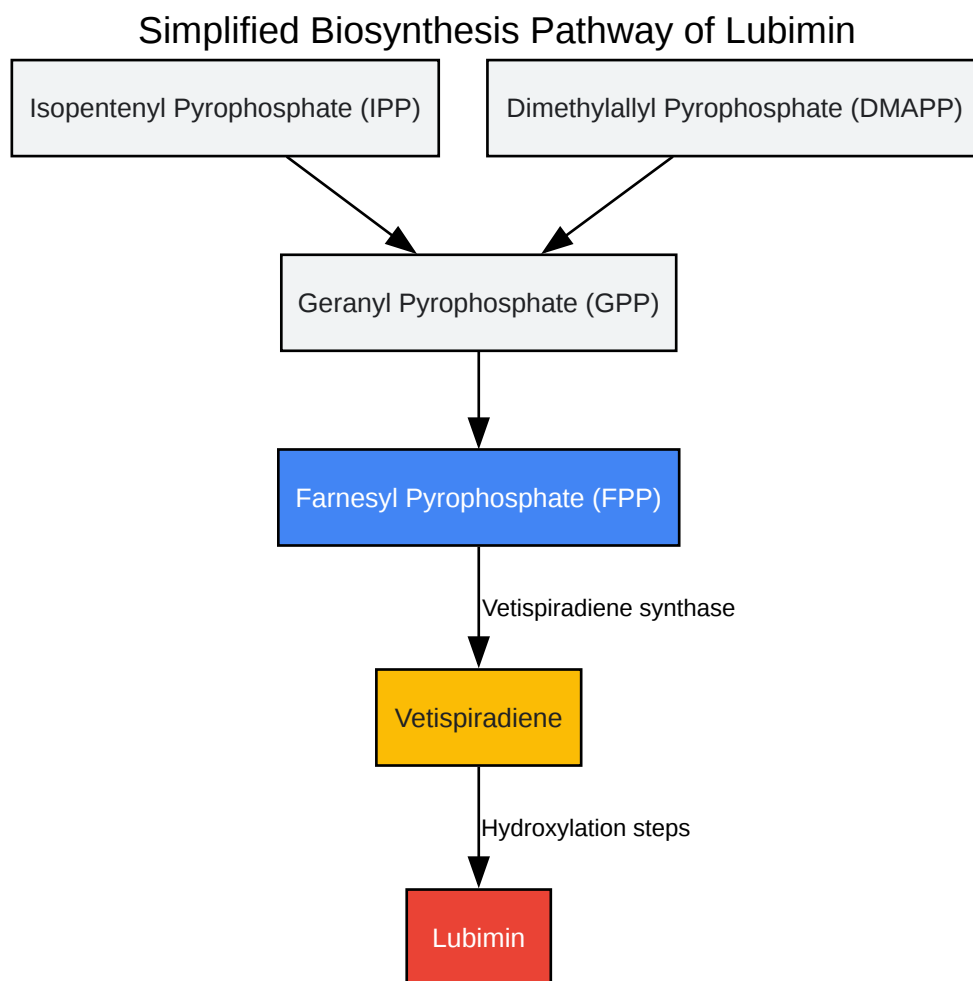 Simplified Biosynthesis Pathway of Lubimin
Isopentenyl Pyrophosphate (IPP)
Dimethylallyl Pyrophosphate (DMAPP)
Geranyl Pyrophosphate (GPP)
Farnesyl Pyrophosphate (FPP)
Vetispiradiene synthase
Vetispiradiene
Hydroxylation steps
Lubimin